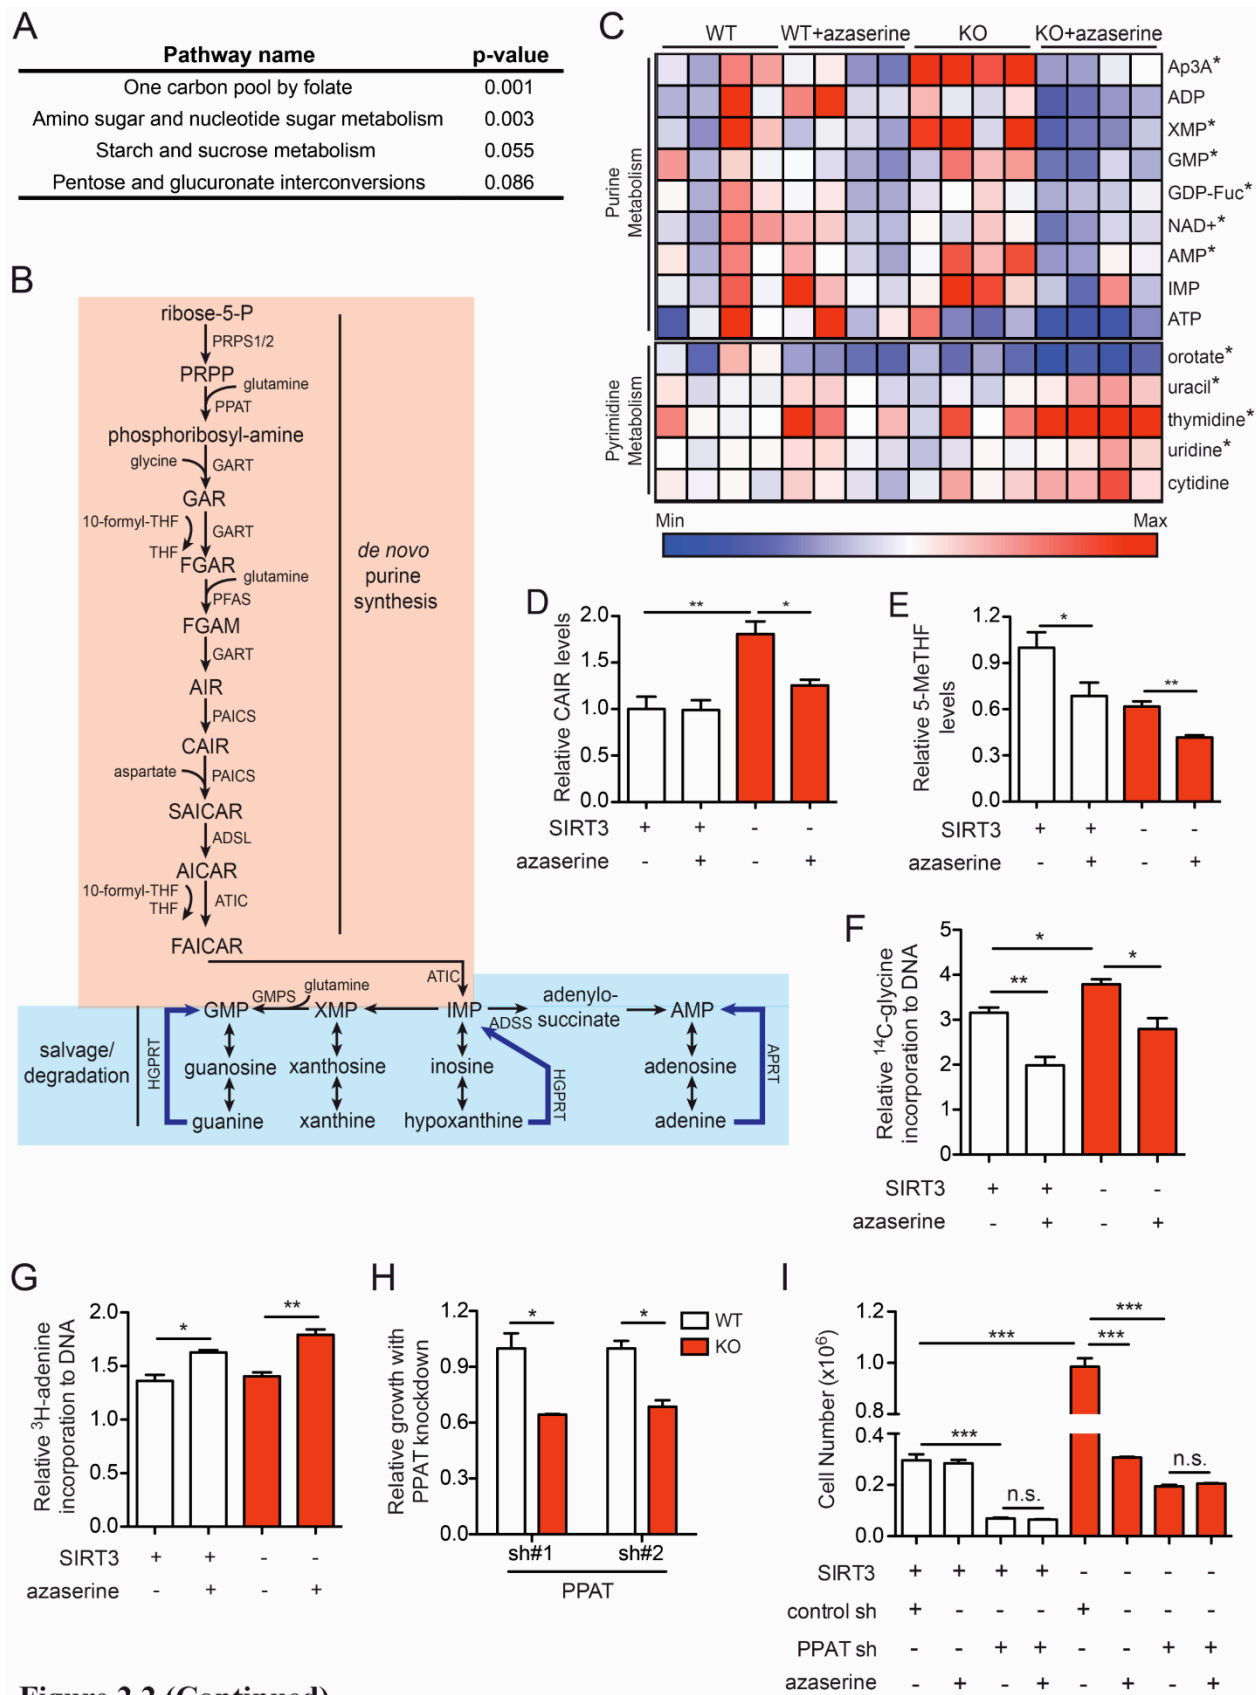 A
Pathway name p-value
One carbon pool by folate 0.001
Amino sugar and nucleotide sugar metabolism 0.003
Starch and sucrose metabolism 0.055
Pentose and glucuronate interconversions 0.086
B
ribose-5-P
PRPS1/2
PRPP
glutamine
PPAT
phosphoribosyl-amine
glycine
GART
GAR
10-formyl-THF
GART
THF
FGAR
glutamine
PFAS
FGAM
GART
AIR
PAICS
CAIR
aspartate
PAICS
SAICAR
ADSL
AICAR
10-formyl-THF
THF
ATIC
FAICAR
de novo
purine
synthesis
ATIC
GMP
GMPS
glutamine
XMP
IMP
ADSS
adenylo-
succinate
AMP
salvage/
degradation
HGPRT
guanosine
xanthosine
inosine
adenosine
HGPRT
APRT
guanine
xanthine
hypoxanthine
adenine
C
WT WT+azaserine KO KO+azaserine
Purine
Metabolism
Ap3A*
ADP
XMP*
GMP*
GDP-Fuc*
NAD+*
AMP*
IMP
ATP
Pyrimidine
Metabolism
orotate*
uracil*
thymidine*
uridine*
cytidine
Min Max
D
Relative CAIR levels
2.0
1.5
1.0
0.5
0.0
** *
SIRT3 + + - -
azaserine - + - +
E
Relative 5-MeTHF
levels
1.2
0.9
0.6
0.3
0.0
* **
SIRT3 + + - -
azaserine - + - +
F
Relative 14C-glycine
incorporation to DNA
5
4
3
2
1
0
* ** *
SIRT3 + + - -
azaserine - + - +
G
Relative 3H-adenine
incorporation to DNA
2.0
1.5
1.0
0.5
0.0
* **
SIRT3 + + - -
azaserine - + - +
H
Relative growth with
PPAT knockdown
1.2
0.9
0.6
0.3
0.0
* *
WT
KO
sh#1 sh#2
PPAT
I
Cell Number (x10⁶)
1.2
1.0
0.8
0.4
0.2
0.0
*** *** *** ***
n.s. n.s.
SIRT3 + + + + - - - -
control sh + - - - + - - -
PPAT sh - - + + - - + +
azaserine - + - + - + - +
Figure 2.2 (Continued)